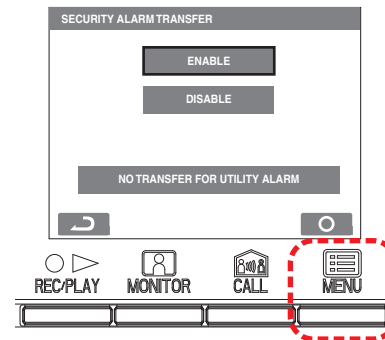 SECURITY ALARM TRANSFER
ENABLE
DISABLE
NO TRANSFER FOR UTILITY ALARM
REC/PLAY MONITOR CALL MENU